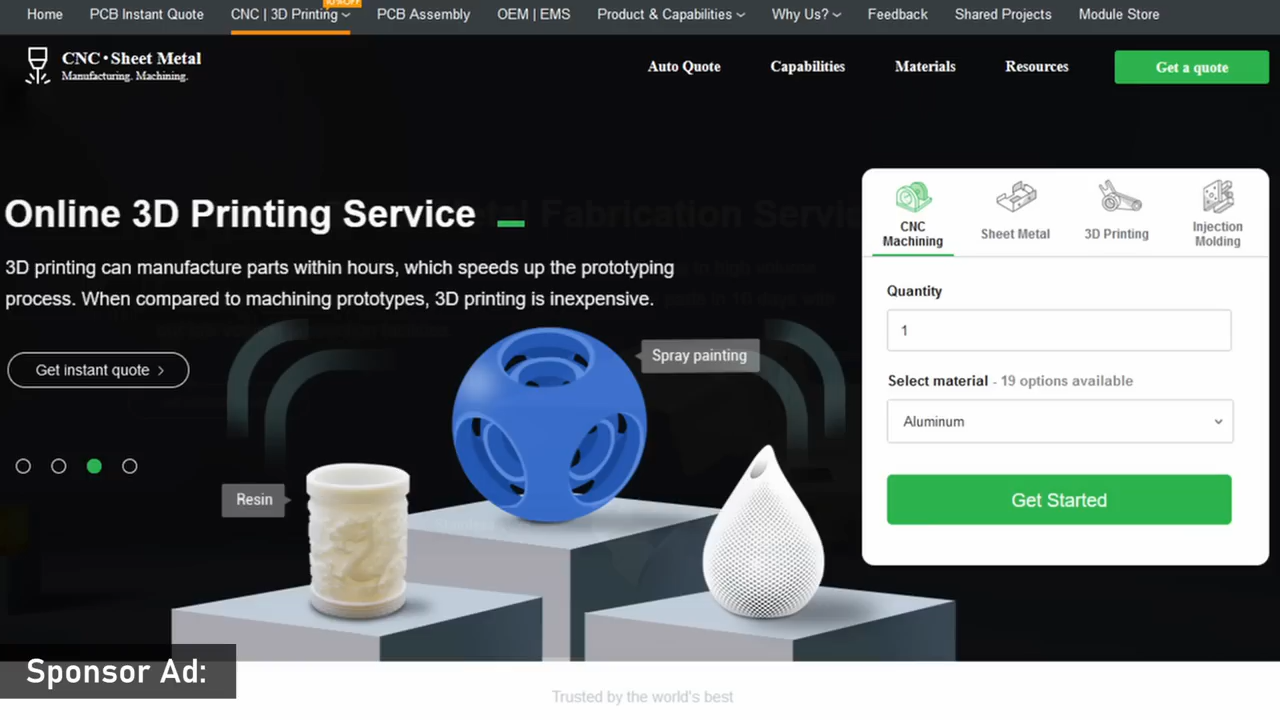 Home PCB Instant Quote CNC | 3D Printing PCB Assembly OEM | EMS Product & Capabilities Why Us? Feedback Shared Projects Module Store
CNC•Sheet Metal
Manufacturing. Machining.
Auto Quote Capabilities Materials Resources Get a quote
Online 3D Printing Service
3D printing can manufacture parts within hours, which speeds up the prototyping
process. When compared to machining prototypes, 3D printing is inexpensive.
Get instant quote
Spray painting
Resin
CNC
Machining
Sheet Metal
3D Printing
Injection
Molding
Quantity
1
Select material - 19 options available
Aluminum
Get Started
Sponsor Ad:
Trusted by the world's best